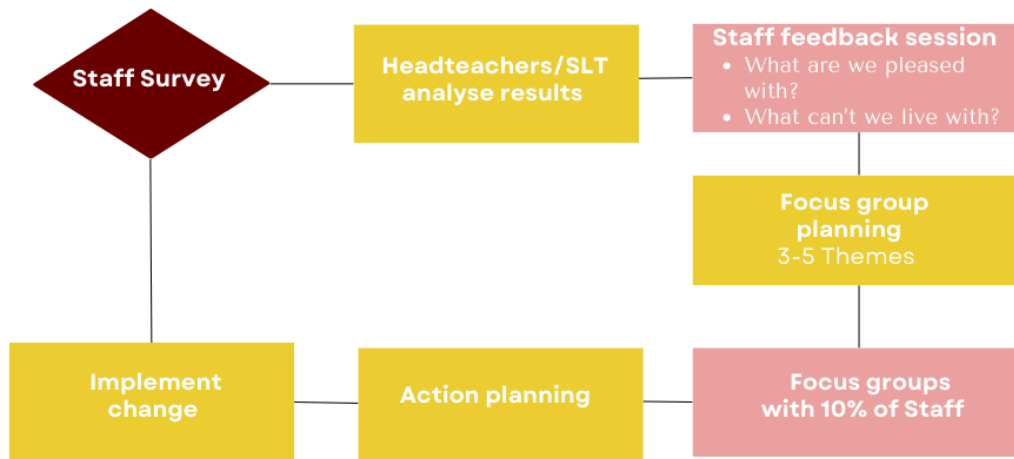 Staff Survey
Headteachers/SLT
analyse results
Staff feedback session
• What are we pleased
with?
• What can't we live with?
Focus group
planning
3-5 Themes
Focus groups
with 10% of Staff
Action planning
Implement
change